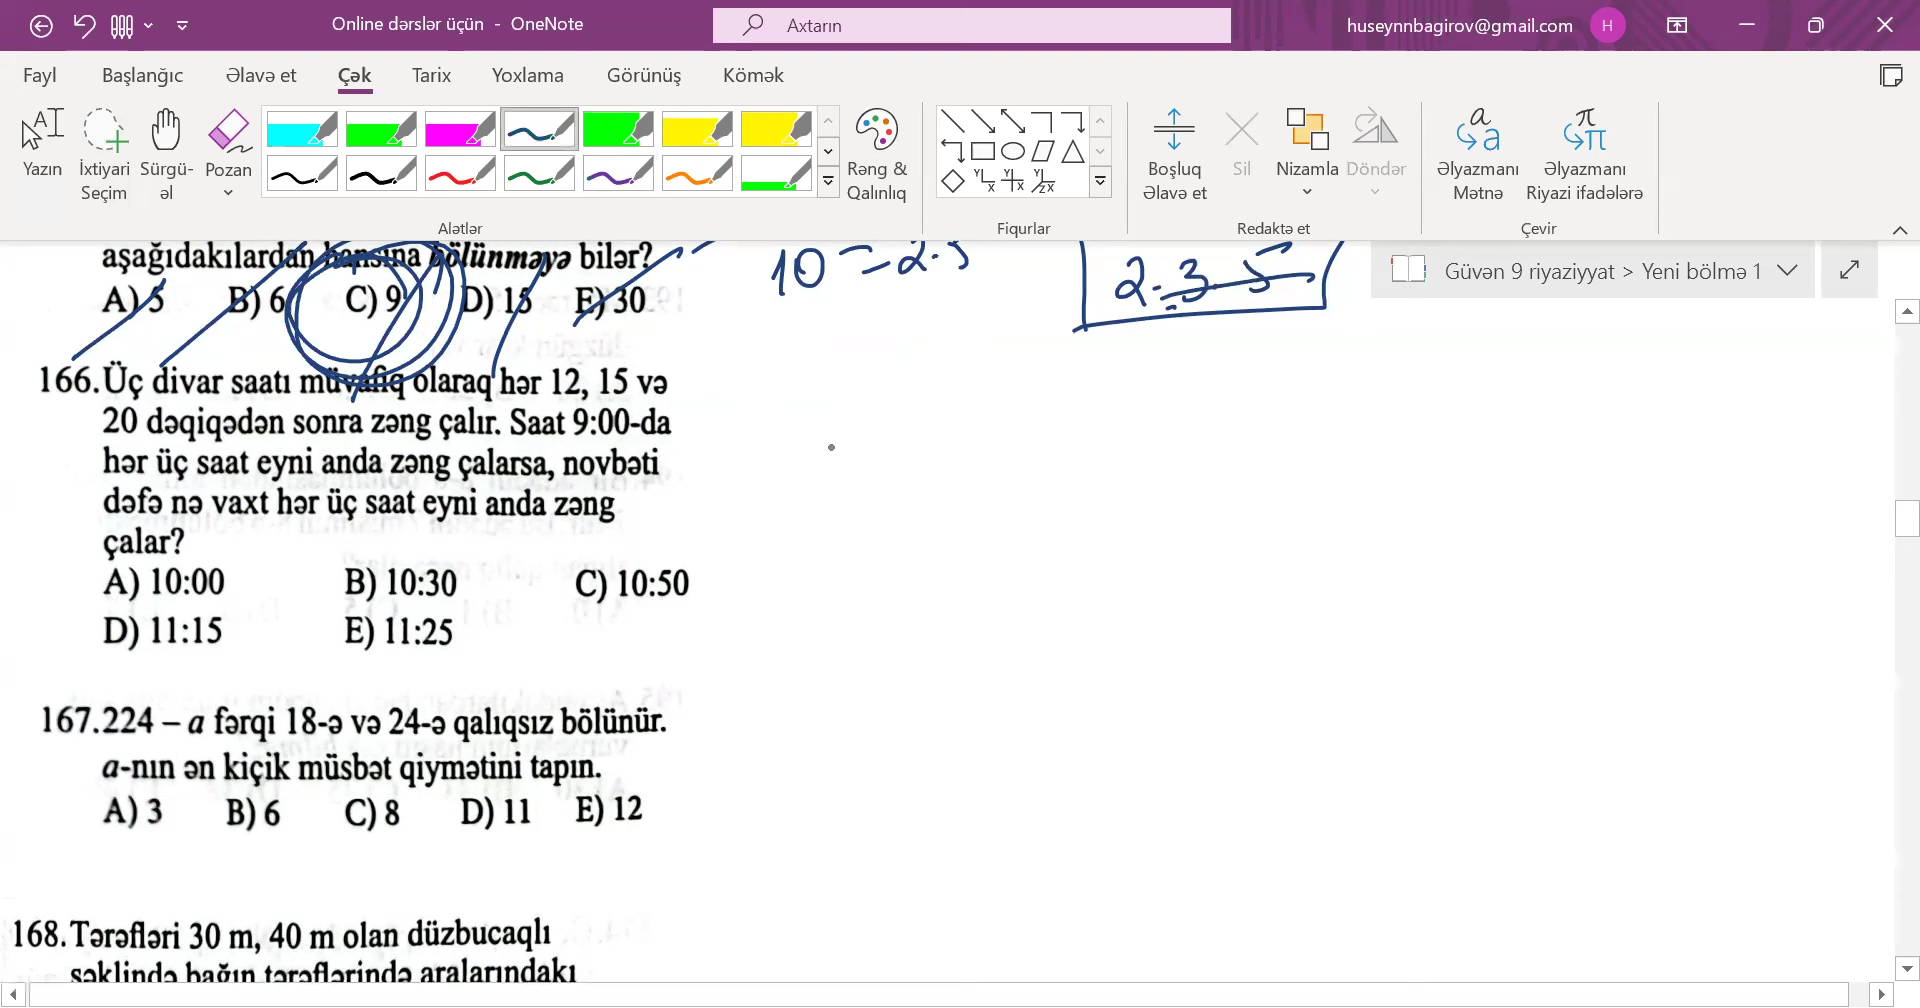 Online dərslər üçün - OneNote
Axtarın
huseynnbagirov@gmail.com
H
Fayl
Başlanğıc
Əlavə et
Çək
Tarix
Yoxlama
Görünüş
Kömək
Yazın
İxtiyari Seçim
Sürgü-əl
Pozan
Rəng & Qalınlıq
Boşluq Əlavə et
Sil
Nizamla
Döndər
Əlyazmanı Mətnə
Əlyazmanı Riyazi ifadələrə
Alətlər
Fiqurlar
Redaktə et
Çevir
Güvən 9 riyaziyyat > Yeni bölmə 1
aşağıdakılardan hansına bölünməyə bilər?
A) 5 B) 6 C) 9 D) 15 E) 30
10 = 2·5
2·3·5
166. Üç divar saatı müvafiq olaraq hər 12, 15 və
20 dəqiqədən sonra zəng çalır. Saat 9:00-da
hər üç saat eyni anda zəng çalarsa, novbəti
dəfə nə vaxt hər üç saat eyni anda zəng
çalar?
A) 10:00 B) 10:30 C) 10:50
D) 11:15 E) 11:25
167. 224 – a fərqi 18-ə və 24-ə qalıqsız bölünür.
a-nın ən kiçik müsbət qiymətini tapın.
A) 3 B) 6 C) 8 D) 11 E) 12
168. Tərəfləri 30 m, 40 m olan düzbucaqlı
şəklində bağın tərəflərində aralarındakı